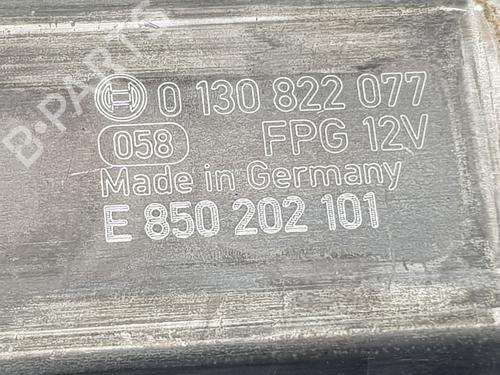 0 130 822 077
058 FPG 12V
Made in Germany
E 850 202 101
B-PARTS